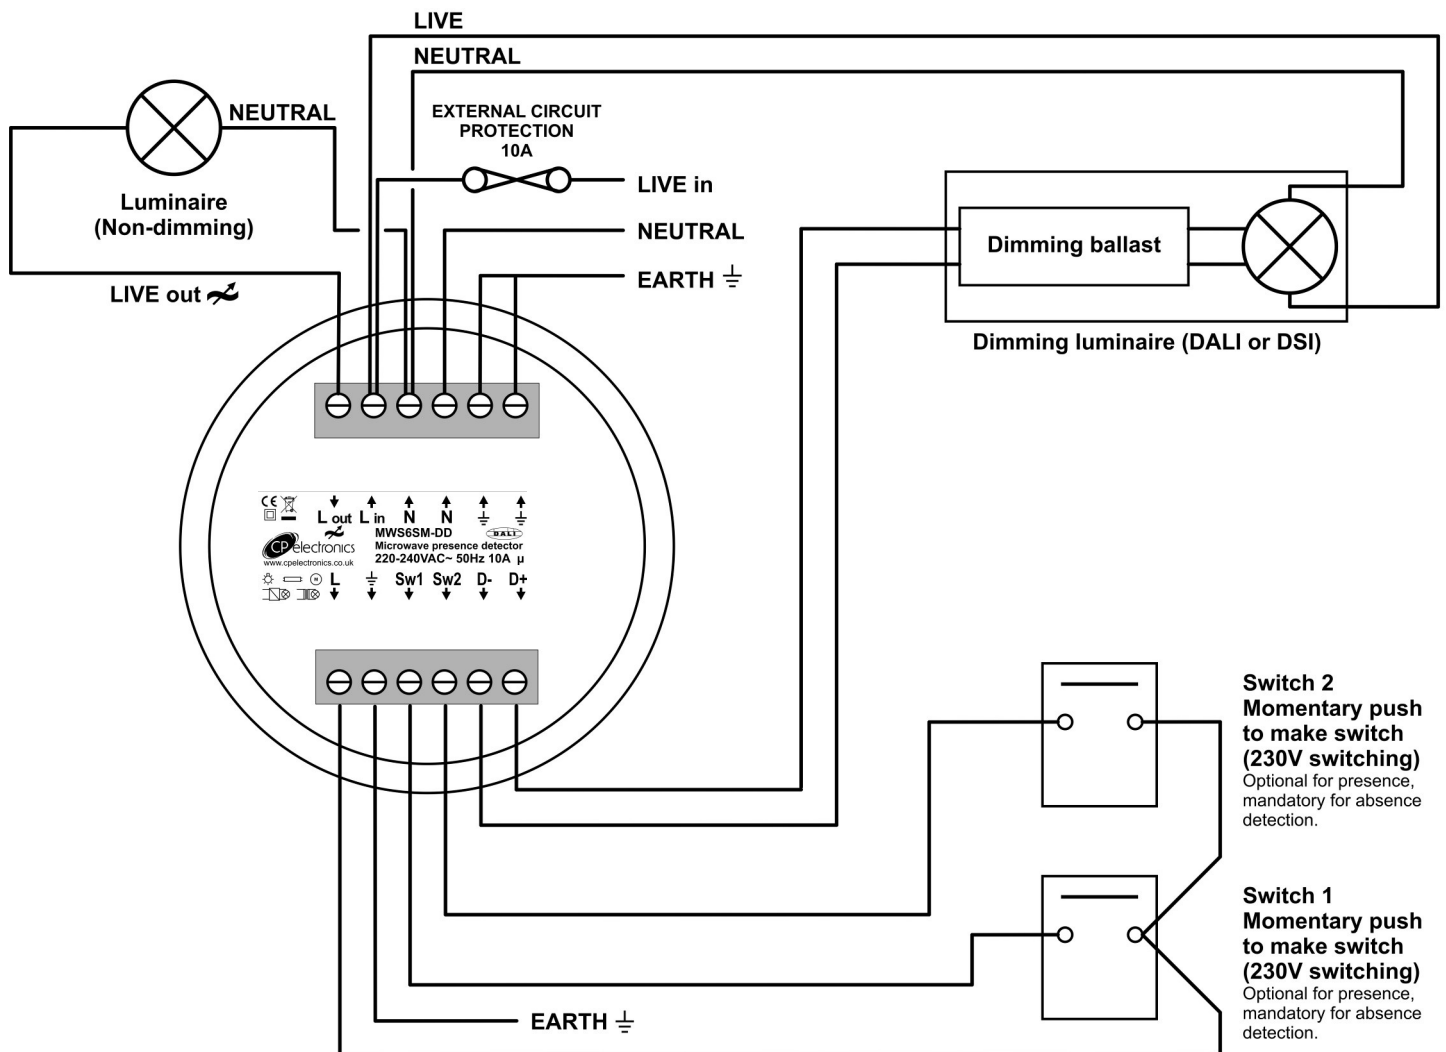 LIVE
NEUTRAL
NEUTRAL
EXTERNAL CIRCUIT
PROTECTION
10A
LIVE in
NEUTRAL
EARTH
Luminaire
(Non-dimming)
LIVE out
Dimming ballast
Dimming luminaire (DALI or DSI)
CE
L out L in N N
MWS6SM-DD DALI
CP electronics Microwave presence detector
www.cpelectronics.co.uk 220-240VAC~ 50Hz 10A µ
L Sw1 Sw2 D- D+
Switch 2
Momentary push
to make switch
(230V switching)
Optional for presence,
mandatory for absence
detection.
Switch 1
Momentary push
to make switch
(230V switching)
Optional for presence,
mandatory for absence
detection.
EARTH